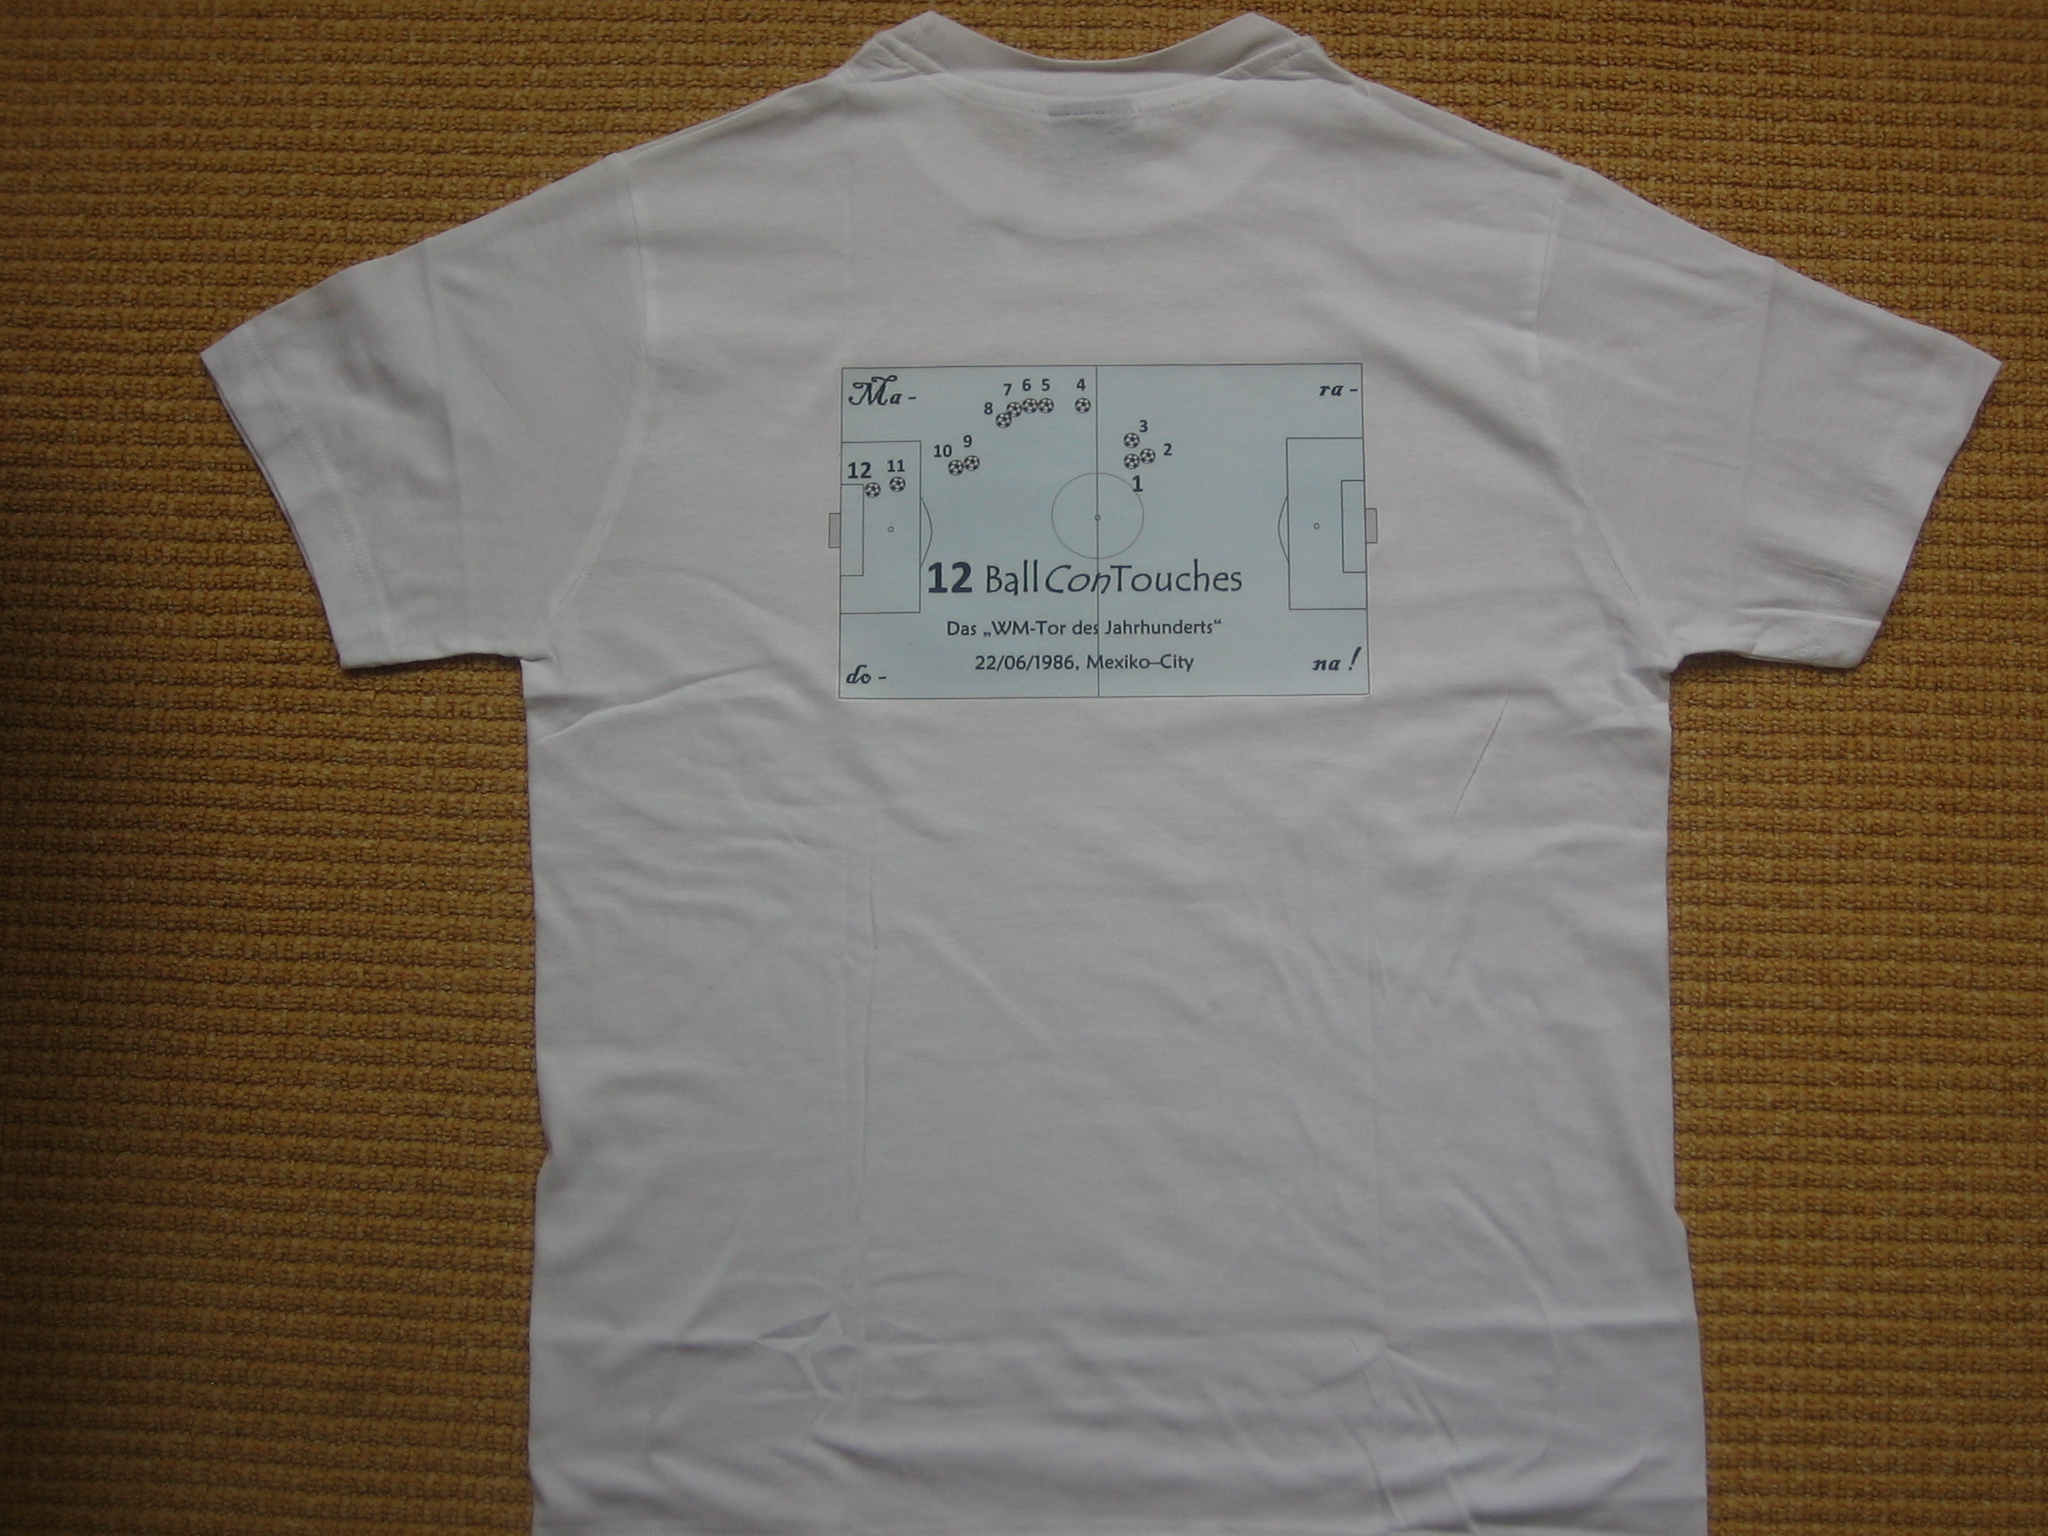 Ma - ra -
7 6 5 4
8
3
9
10 2
12 11
1
12 BallConTouches
Das „WM-Tor des Jahrhunderts“
22/06/1986, Mexiko–City
do - na !